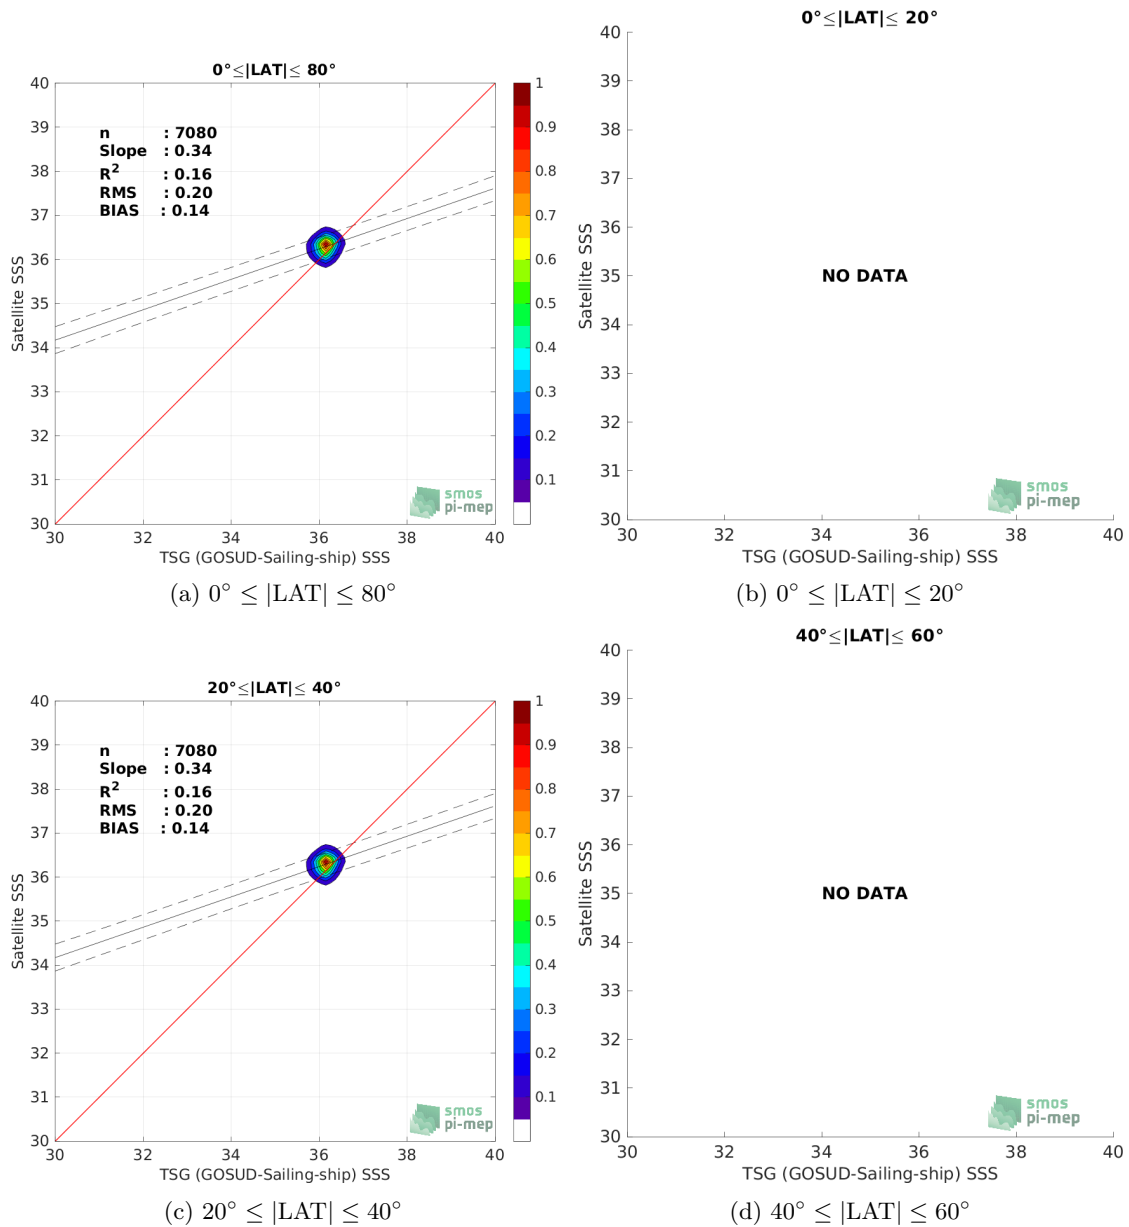 0°≤|LAT|≤ 80°
40
39
38
37
36
35
34
33
32
31
30
Satellite SSS
n : 7080
Slope : 0.34
R² : 0.16
RMS : 0.20
BIAS : 0.14
1
0.9
0.8
0.7
0.6
0.5
0.4
0.3
0.2
0.1
smos
pi-mep
30 32 34 36 38 40
TSG (GOSUD-Sailing-ship) SSS
(a) 0° ≤ |LAT| ≤ 80°
0°≤|LAT|≤ 20°
40
39
38
37
36
35
34
33
32
31
30
Satellite SSS
NO DATA
smos
pi-mep
30 32 34 36 38 40
TSG (GOSUD-Sailing-ship) SSS
(b) 0° ≤ |LAT| ≤ 20°
20°≤|LAT|≤ 40°
40
39
38
37
36
35
34
33
32
31
30
Satellite SSS
n : 7080
Slope : 0.34
R² : 0.16
RMS : 0.20
BIAS : 0.14
1
0.9
0.8
0.7
0.6
0.5
0.4
0.3
0.2
0.1
smos
pi-mep
30 32 34 36 38 40
TSG (GOSUD-Sailing-ship) SSS
(c) 20° ≤ |LAT| ≤ 40°
40°≤|LAT|≤ 60°
40
39
38
37
36
35
34
33
32
31
30
Satellite SSS
NO DATA
smos
pi-mep
30 32 34 36 38 40
TSG (GOSUD-Sailing-ship) SSS
(d) 40° ≤ |LAT| ≤ 60°